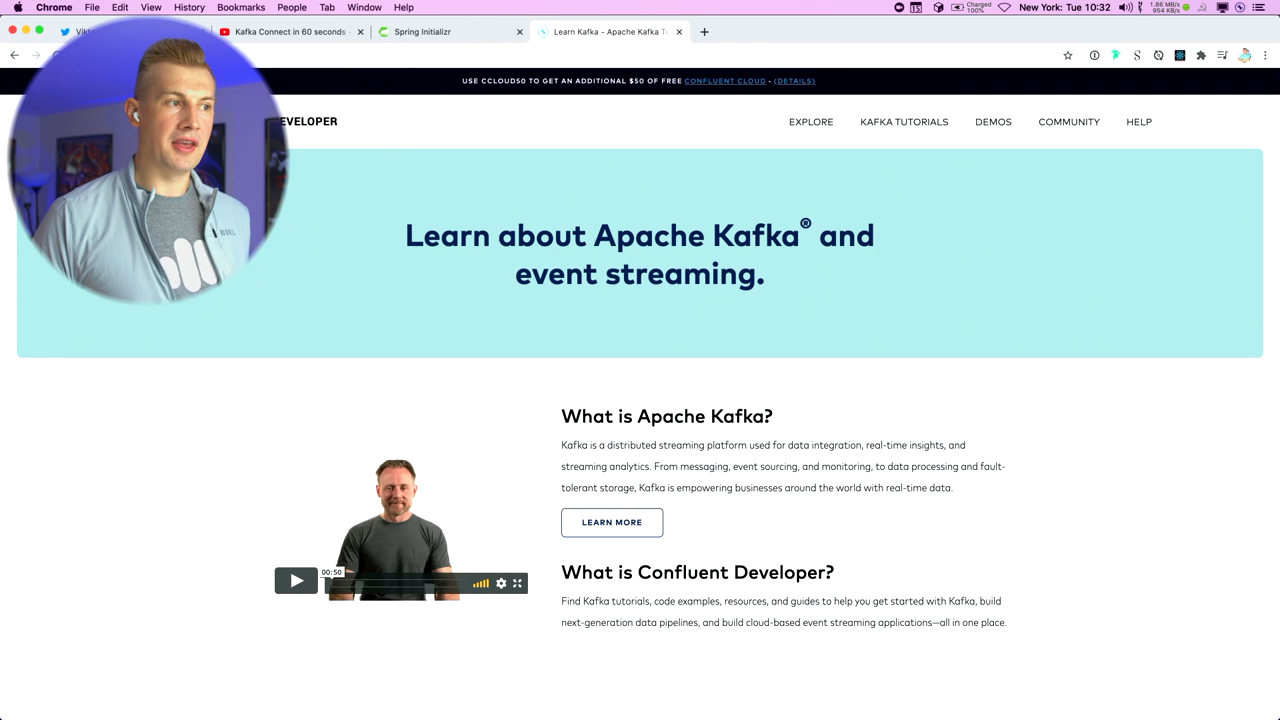 Chrome File Edit View History Bookmarks People Tab Window Help
Charged 100% New York: Tue 10:32 1.86 MB/s 954 KB/s
Kafka Connect in 60 seconds
Spring Initializr
Learn Kafka - Apache Kafka T
USE CCLOUD50 TO GET AN ADDITIONAL $50 OF FREE CONFLUENT CLOUD - (DETAILS)
EVELOPER
EXPLORE KAFKA TUTORIALS DEMOS COMMUNITY HELP
Learn about Apache Kafka® and
event streaming.
What is Apache Kafka?
Kafka is a distributed streaming platform used for data integration, real-time insights, and
streaming analytics. From messaging, event sourcing, and monitoring, to data processing and fault-
tolerant storage, Kafka is empowering businesses around the world with real-time data.
LEARN MORE
00:50
What is Confluent Developer?
Find Kafka tutorials, code examples, resources, and guides to help you get started with Kafka, build
next-generation data pipelines, and build cloud-based event streaming applications—all in one place.